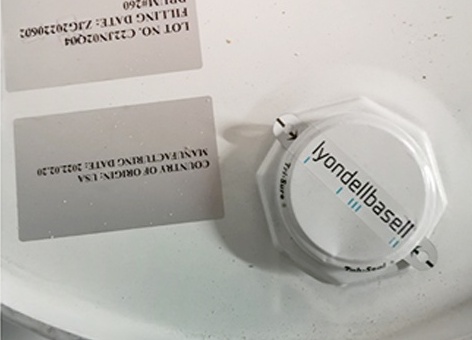 LOT NO. C22JN02Q04
FILLING DATE: ZJG20220602
DRUM#260
COUNTRY OF ORIGIN: USA
MANUFACTURING DATE: 2022.02.20
lyondellbasell
Tri-Sure
Tab-Seal